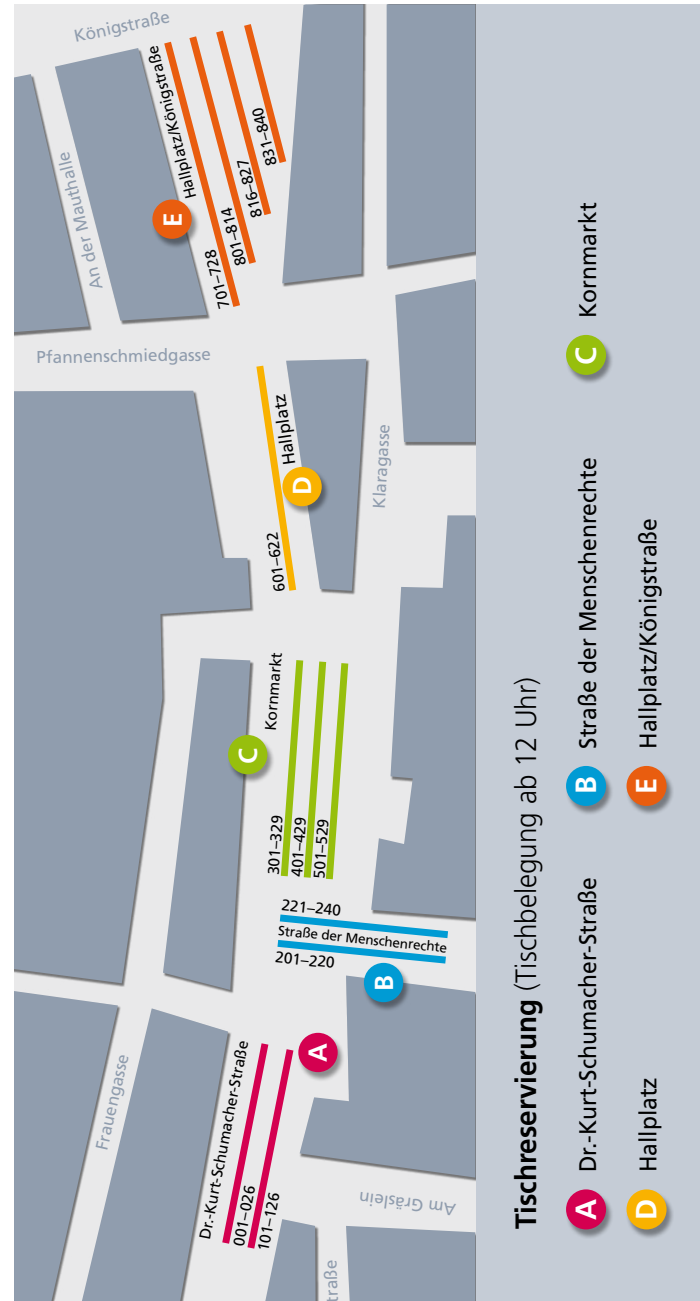 Frauengasse
An der Mauthalle
Königstraße
Pfannenschmiedgasse
Klaragasse
Am Gräslein
traße
Dr.-Kurt-Schumacher-Straße
001–026
101–126
A
221–240
Straße der Menschenrechte
201–220
B
C
Kornmarkt
301–329
401–429
501–529
Hallplatz
601–622
D
E
Hallplatz/Königstraße
701–728
801–814
816–827
831–840
Tischreservierung (Tischbelegung ab 12 Uhr)
A Dr.-Kurt-Schumacher-Straße
B Straße der Menschenrechte
C Kornmarkt
D Hallplatz
E Hallplatz/Königstraße